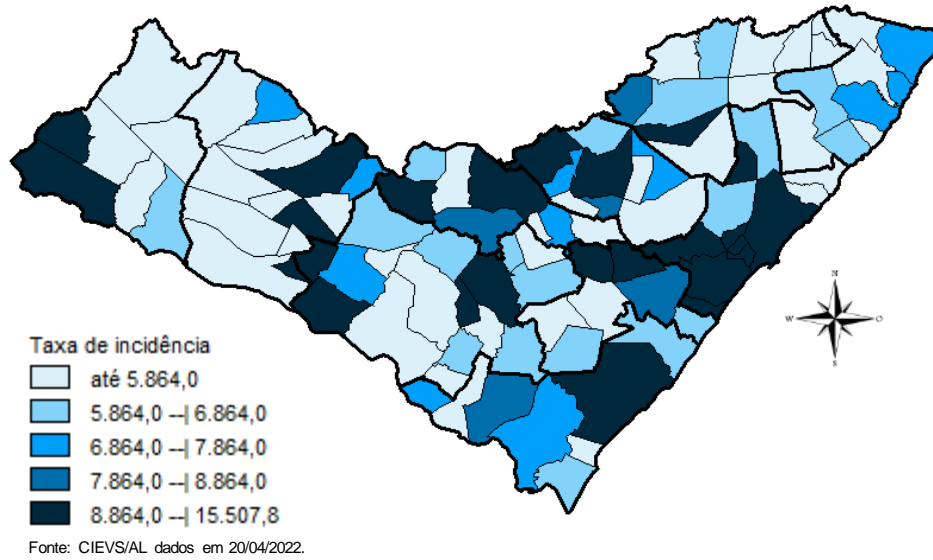 N
W
O
S
Taxa de incidência
até 5.864,0
5.864,0 --| 6.864,0
6.864,0 --| 7.864,0
7.864,0 --| 8.864,0
8.864,0 --| 15.507,8
Fonte: CIEVS/AL dados em 20/04/2022.